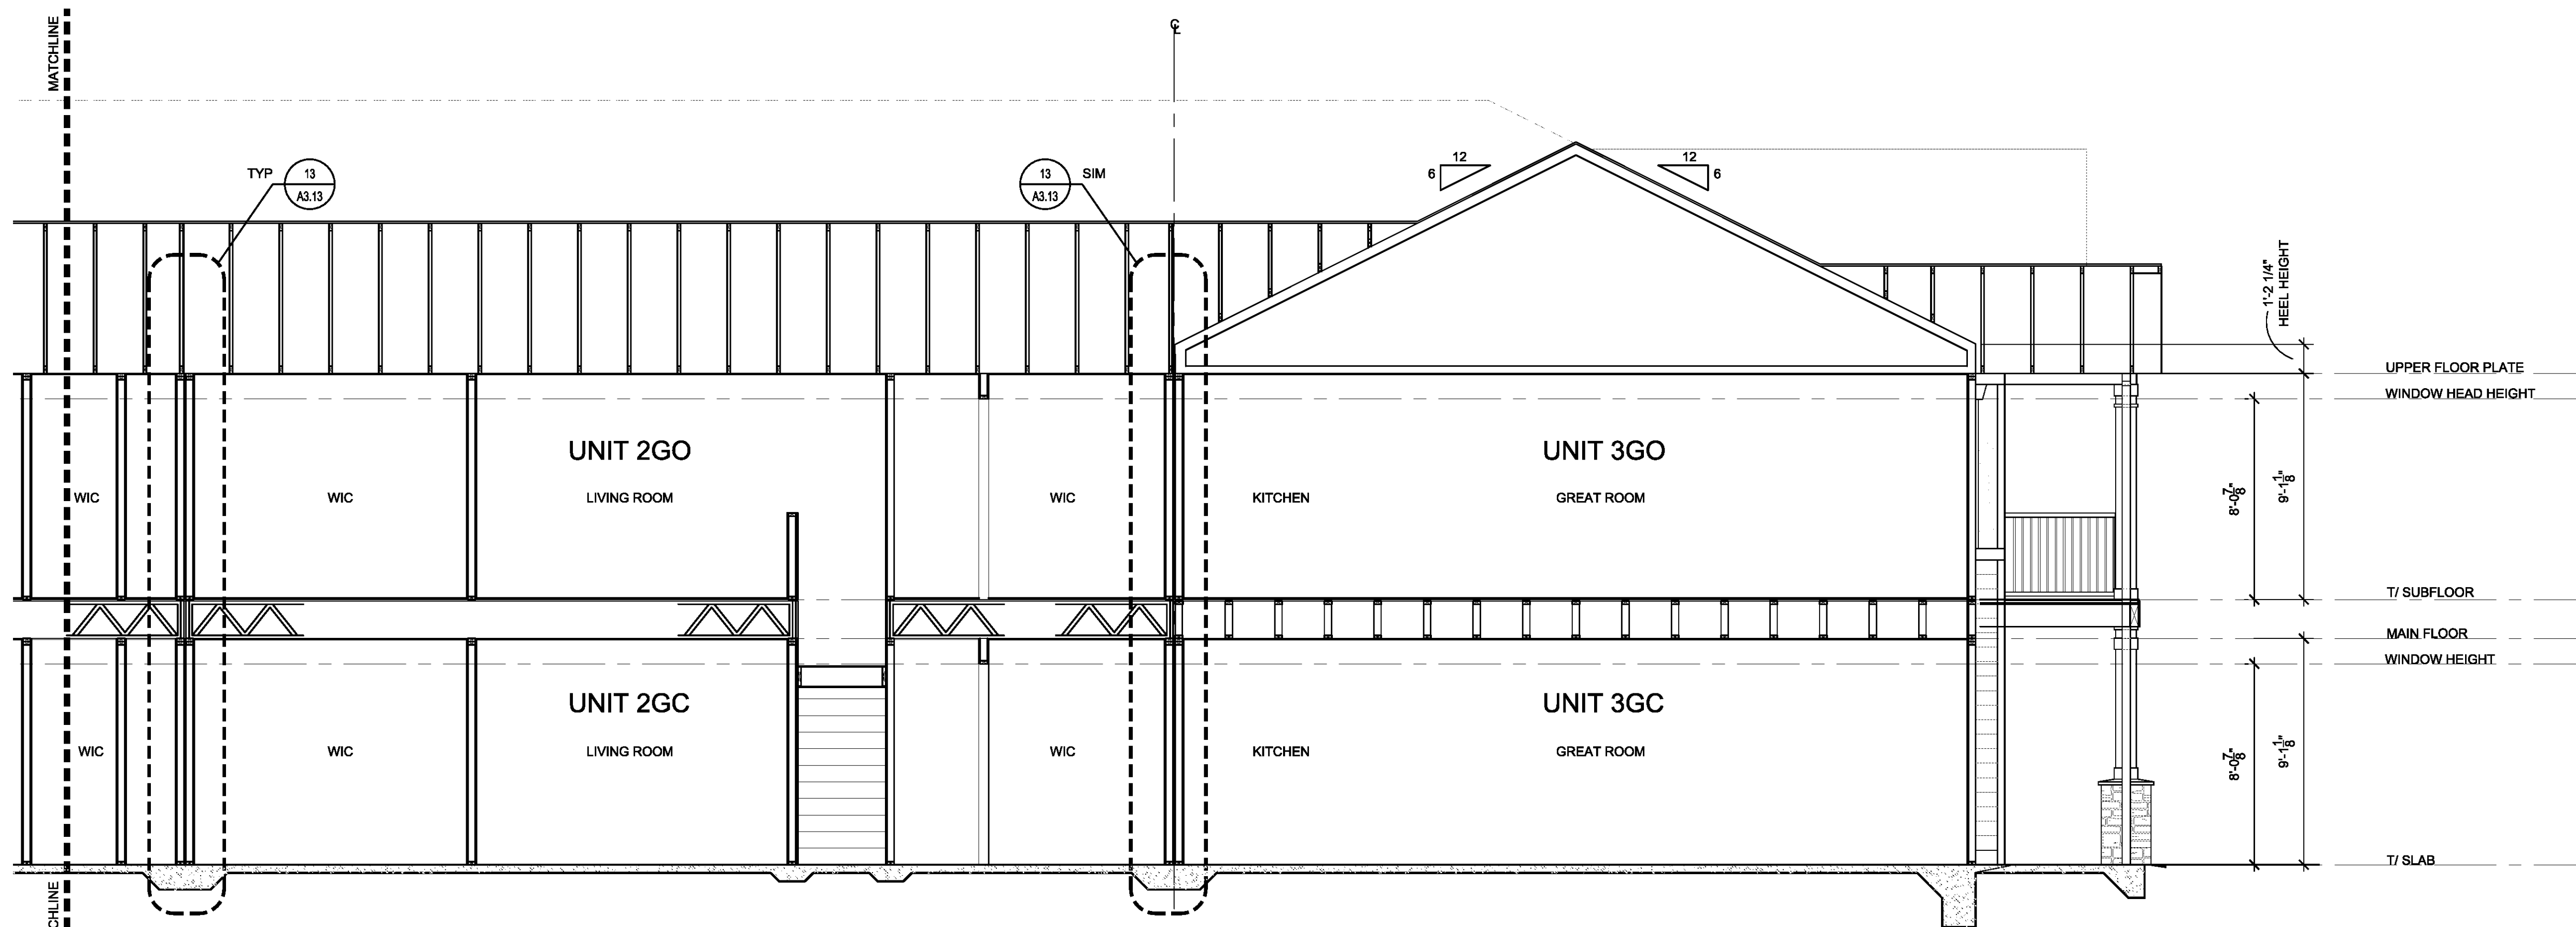 MATCHLINE
℄
TYP
13
A3.13
13
A3.13
SIM
12
6
12
6
1'-2 1/4"
HEEL HEIGHT
UPPER FLOOR PLATE
WINDOW HEAD HEIGHT
UNIT 2GO
UNIT 3GO
WIC
WIC
LIVING ROOM
WIC
KITCHEN
GREAT ROOM
8'-0 7/8"
9'-1 1/8"
T/ SUBFLOOR
MAIN FLOOR
WINDOW HEIGHT
UNIT 2GC
UNIT 3GC
WIC
WIC
LIVING ROOM
WIC
KITCHEN
GREAT ROOM
8'-0 7/8"
9'-1 1/8"
T/ SLAB
CHLINE